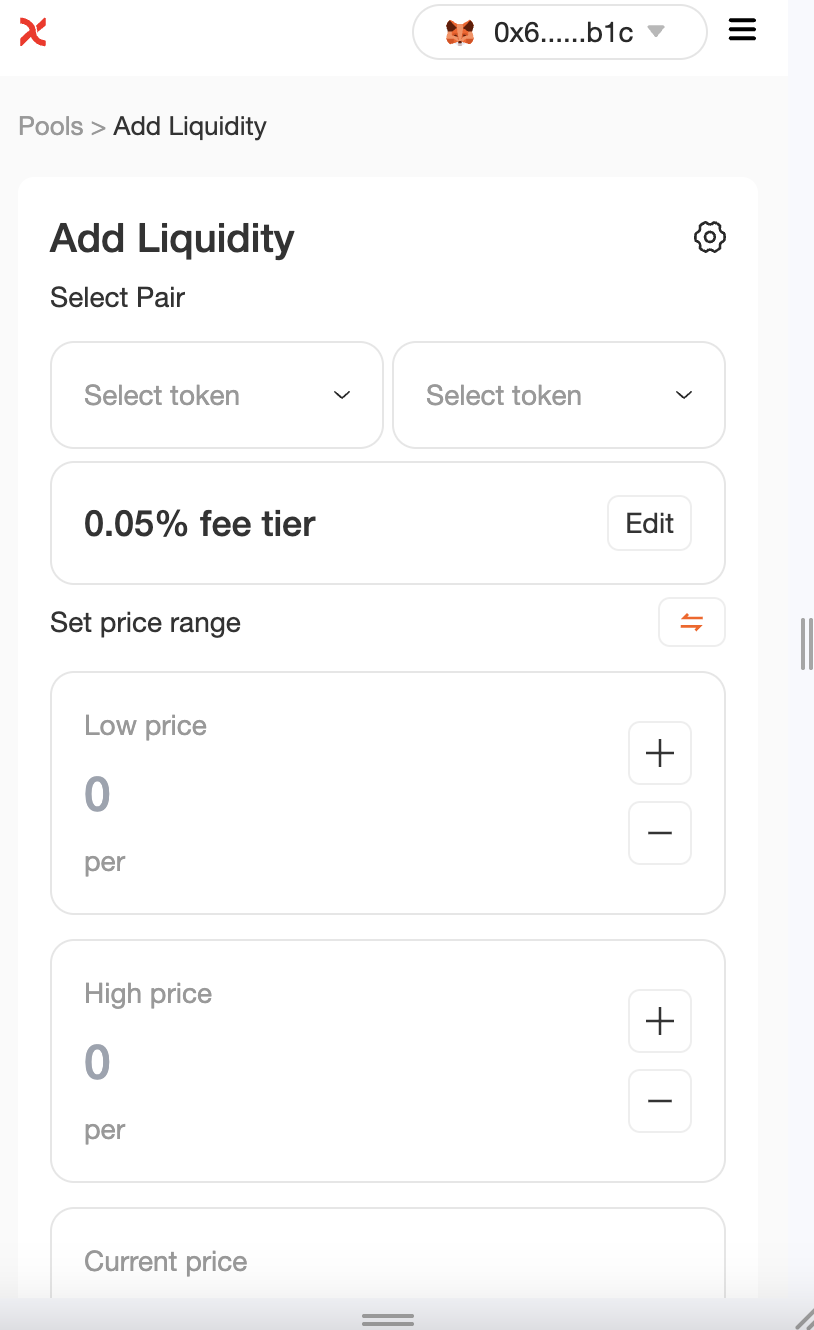 0x6......b1c
Pools > Add Liquidity
Add Liquidity
Select Pair
Select token
Select token
0.05% fee tier
Edit
Set price range
Low price
0
per
High price
0
per
Current price